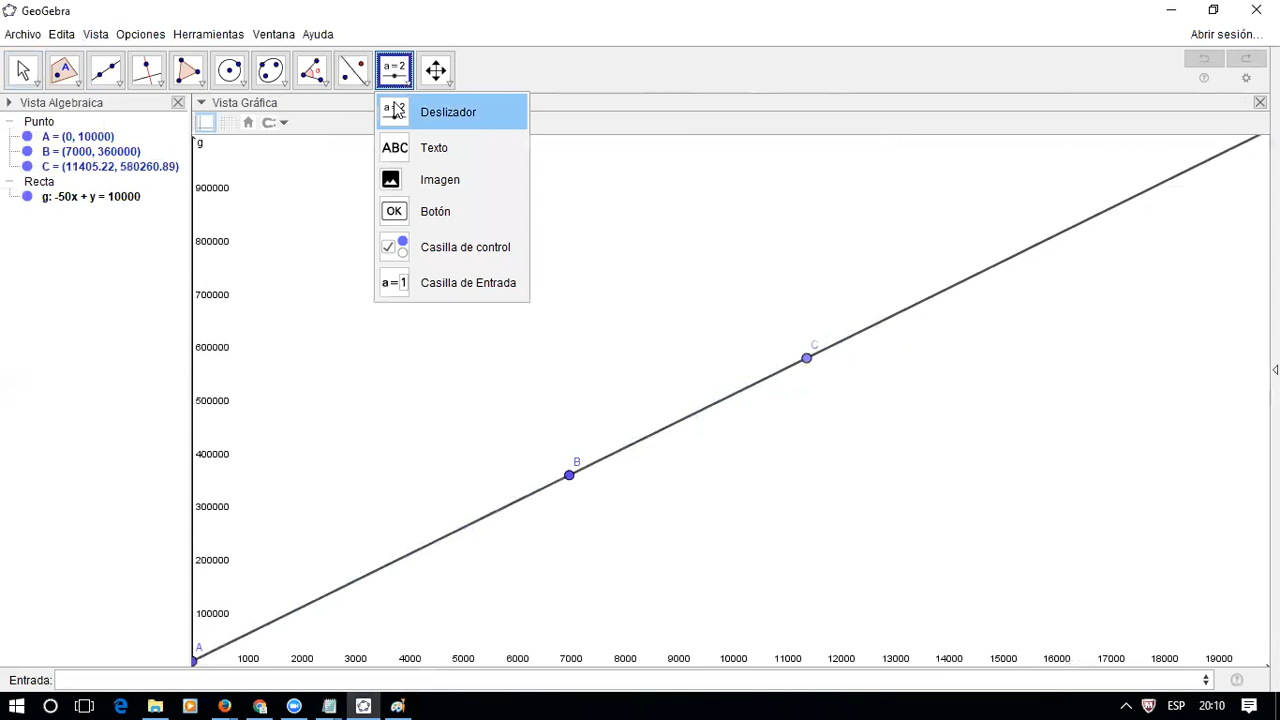 GeoGebra
Archivo Edita Vista Opciones Herramientas Ventana Ayuda
Abrir sesión...
A
a = 2
Vista Algebraica
Vista Gráfica
Punto
A = (0, 10000)
B = (7000, 360000)
C = (11405.22, 580260.89)
Recta
g: -50x + y = 10000
Deslizador
ABC Texto
Imagen
OK Botón
Casilla de control
a = 1 Casilla de Entrada
g
900000
800000
700000
600000
500000
400000
300000
200000
100000
C
B
A
1000 2000 3000 4000 5000 6000 7000 8000 9000 10000 11000 12000 13000 14000 15000 16000 17000 18000 19000
Entrada:
ESP 20:10